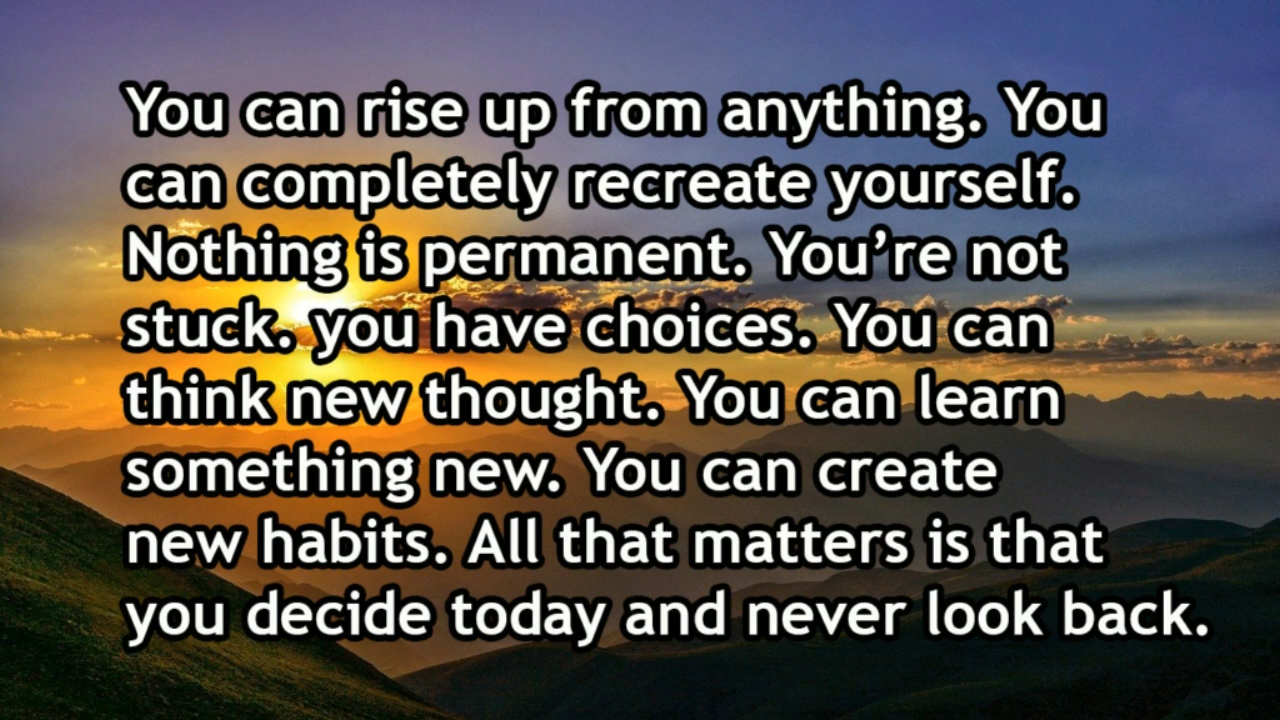 You can rise up from anything. You
can completely recreate yourself.
Nothing is permanent. You’re not
stuck. you have choices. You can
think new thought. You can learn
something new. You can create
new habits. All that matters is that
you decide today and never look back.